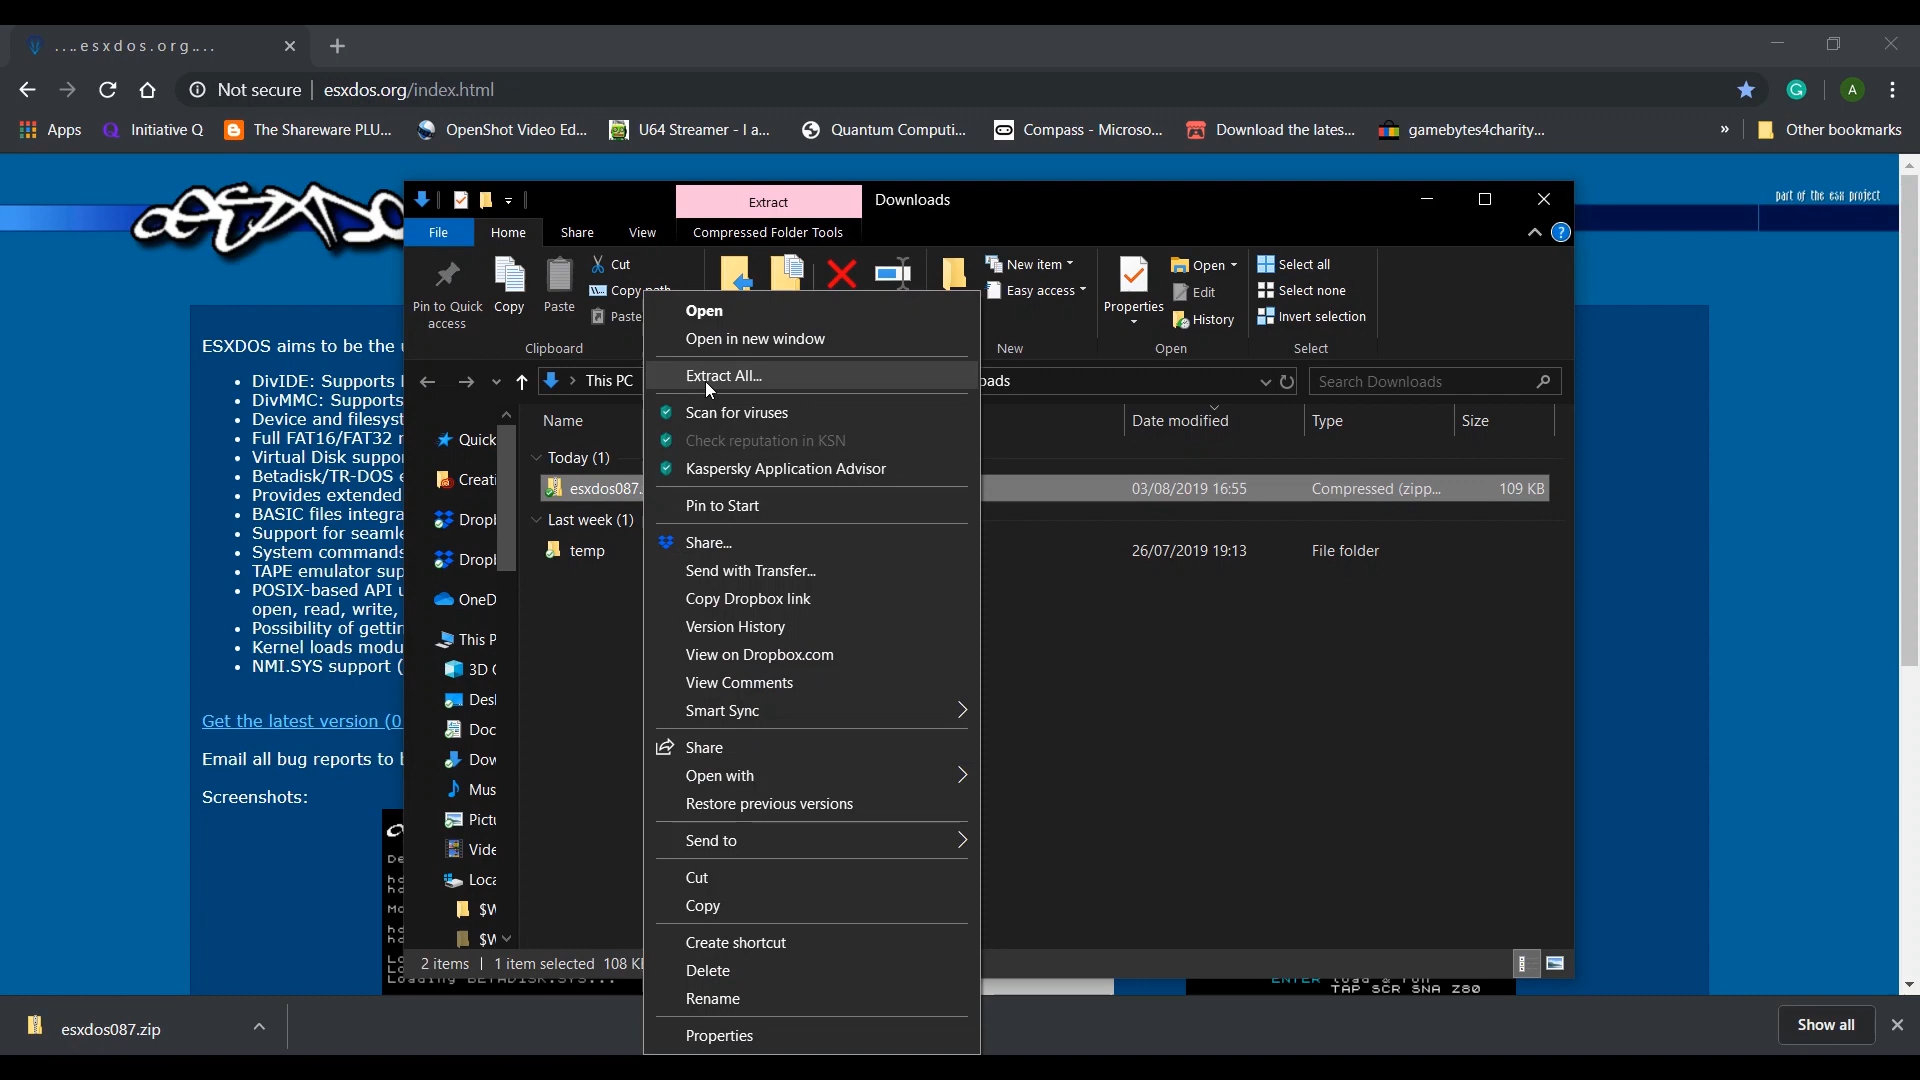 ....esxdos.org...
Not secure | esxdos.org/index.html
Apps Initiative Q The Shareware PLU... OpenShot Video Ed... U64 Streamer - I a... Quantum Computi... Compass - Microso... Download the lates... gamebytes4charity... » Other bookmarks
part of the esx project
Extract Downloads
File Home Share View Compressed Folder Tools
Pin to Quick access
Copy
Paste
Cut
Copy path
Paste
Clipboard
New item
Easy access
New
Properties
Open
Edit
History
Open
Select all
Select none
Invert selection
Select
This PC
Search Downloads
Name Date modified Type Size
Today (1)
esxdos087. 03/08/2019 16:55 Compressed (zipp... 109 KB
Last week (1)
temp 26/07/2019 19:13 File folder
Quick
Creati
Dropl
Dropl
OneD
This P
3D
Desl
Doc
Dow
Mus
Pictu
Vide
Loca
$W
$W
2 items | 1 item selected 108 K
Open
Open in new window
Extract All...
Scan for viruses
Check reputation in KSN
Kaspersky Application Advisor
Pin to Start
Share...
Send with Transfer...
Copy Dropbox link
Version History
View on Dropbox.com
View Comments
Smart Sync
Share
Open with
Restore previous versions
Send to
Cut
Copy
Create shortcut
Delete
Rename
Properties
ESXDOS aims to be the
• DivIDE: Supports
• DivMMC: Supports
• Device and filesyst
• Full FAT16/FAT32
• Virtual Disk suppo
• Betadisk/TR-DOS
• Provides extended
• BASIC files integra
• Support for seamle
• System commands
• TAPE emulator sup
• POSIX-based API
open, read, write,
• Possibility of gettin
• Kernel loads modu
• NMI.SYS support (
Get the latest version (0
Email all bug reports to
Screenshots:
Loading BETADISK.SYS...
ENTER load & run
TAP SCR SNA Z80
esxdos087.zip
Show all